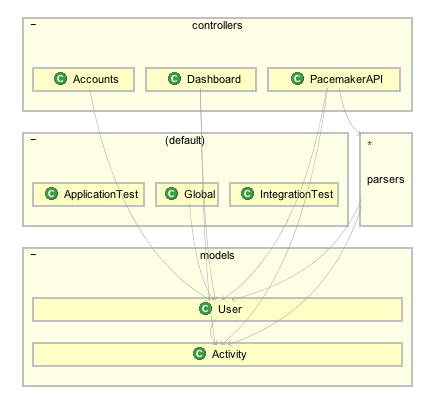 − controllers
C Accounts C Dashboard C PacemakerAPI
− (default)
*
parsers
C ApplicationTest C Global C IntegrationTest
− models
C User
C Activity